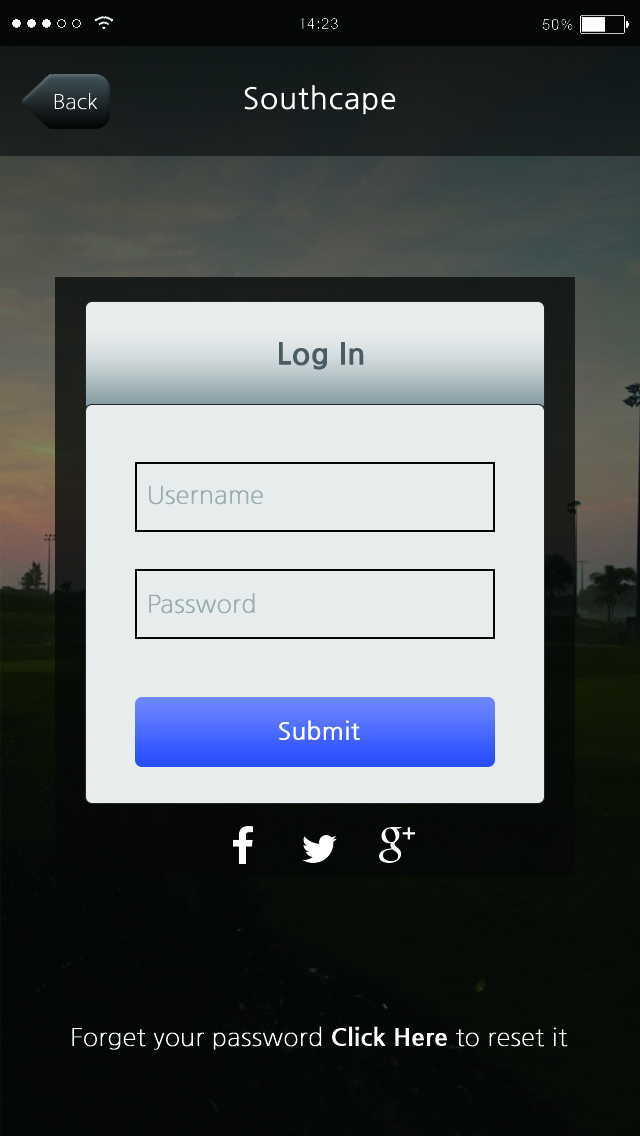 14:23
50%
Back
Southcape
Log In
Username
Password
Submit
f g+
Forget your password Click Here to reset it